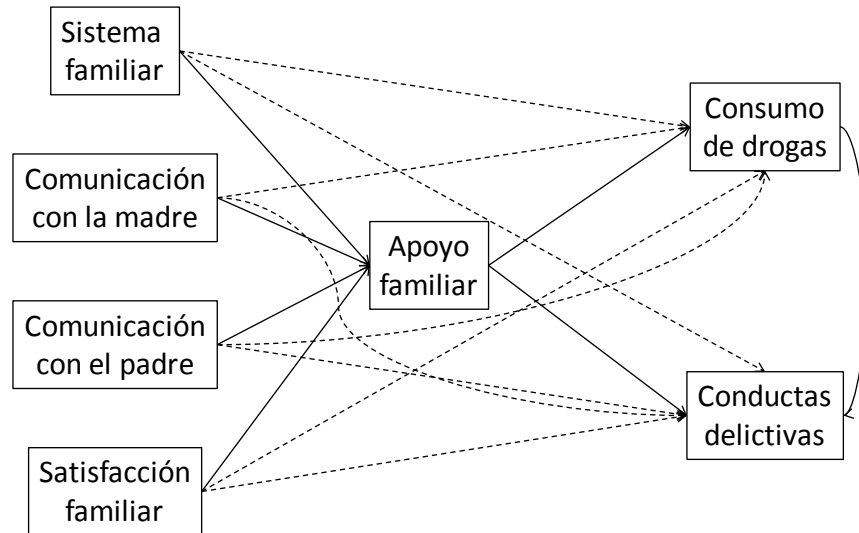 Sistema
familiar
Comunicación
con la madre
Comunicación
con el padre
Satisfacción
familiar
Apoyo
familiar
Consumo
de drogas
Conductas
delictivas